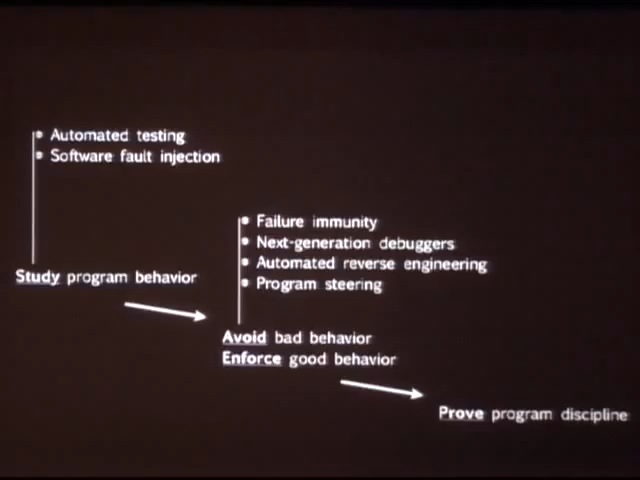 Automated testing
Software fault injection
Study program behavior
Failure immunity
Next-generation debuggers
Automated reverse engineering
Program steering
Avoid bad behavior
Enforce good behavior
Prove program discipline